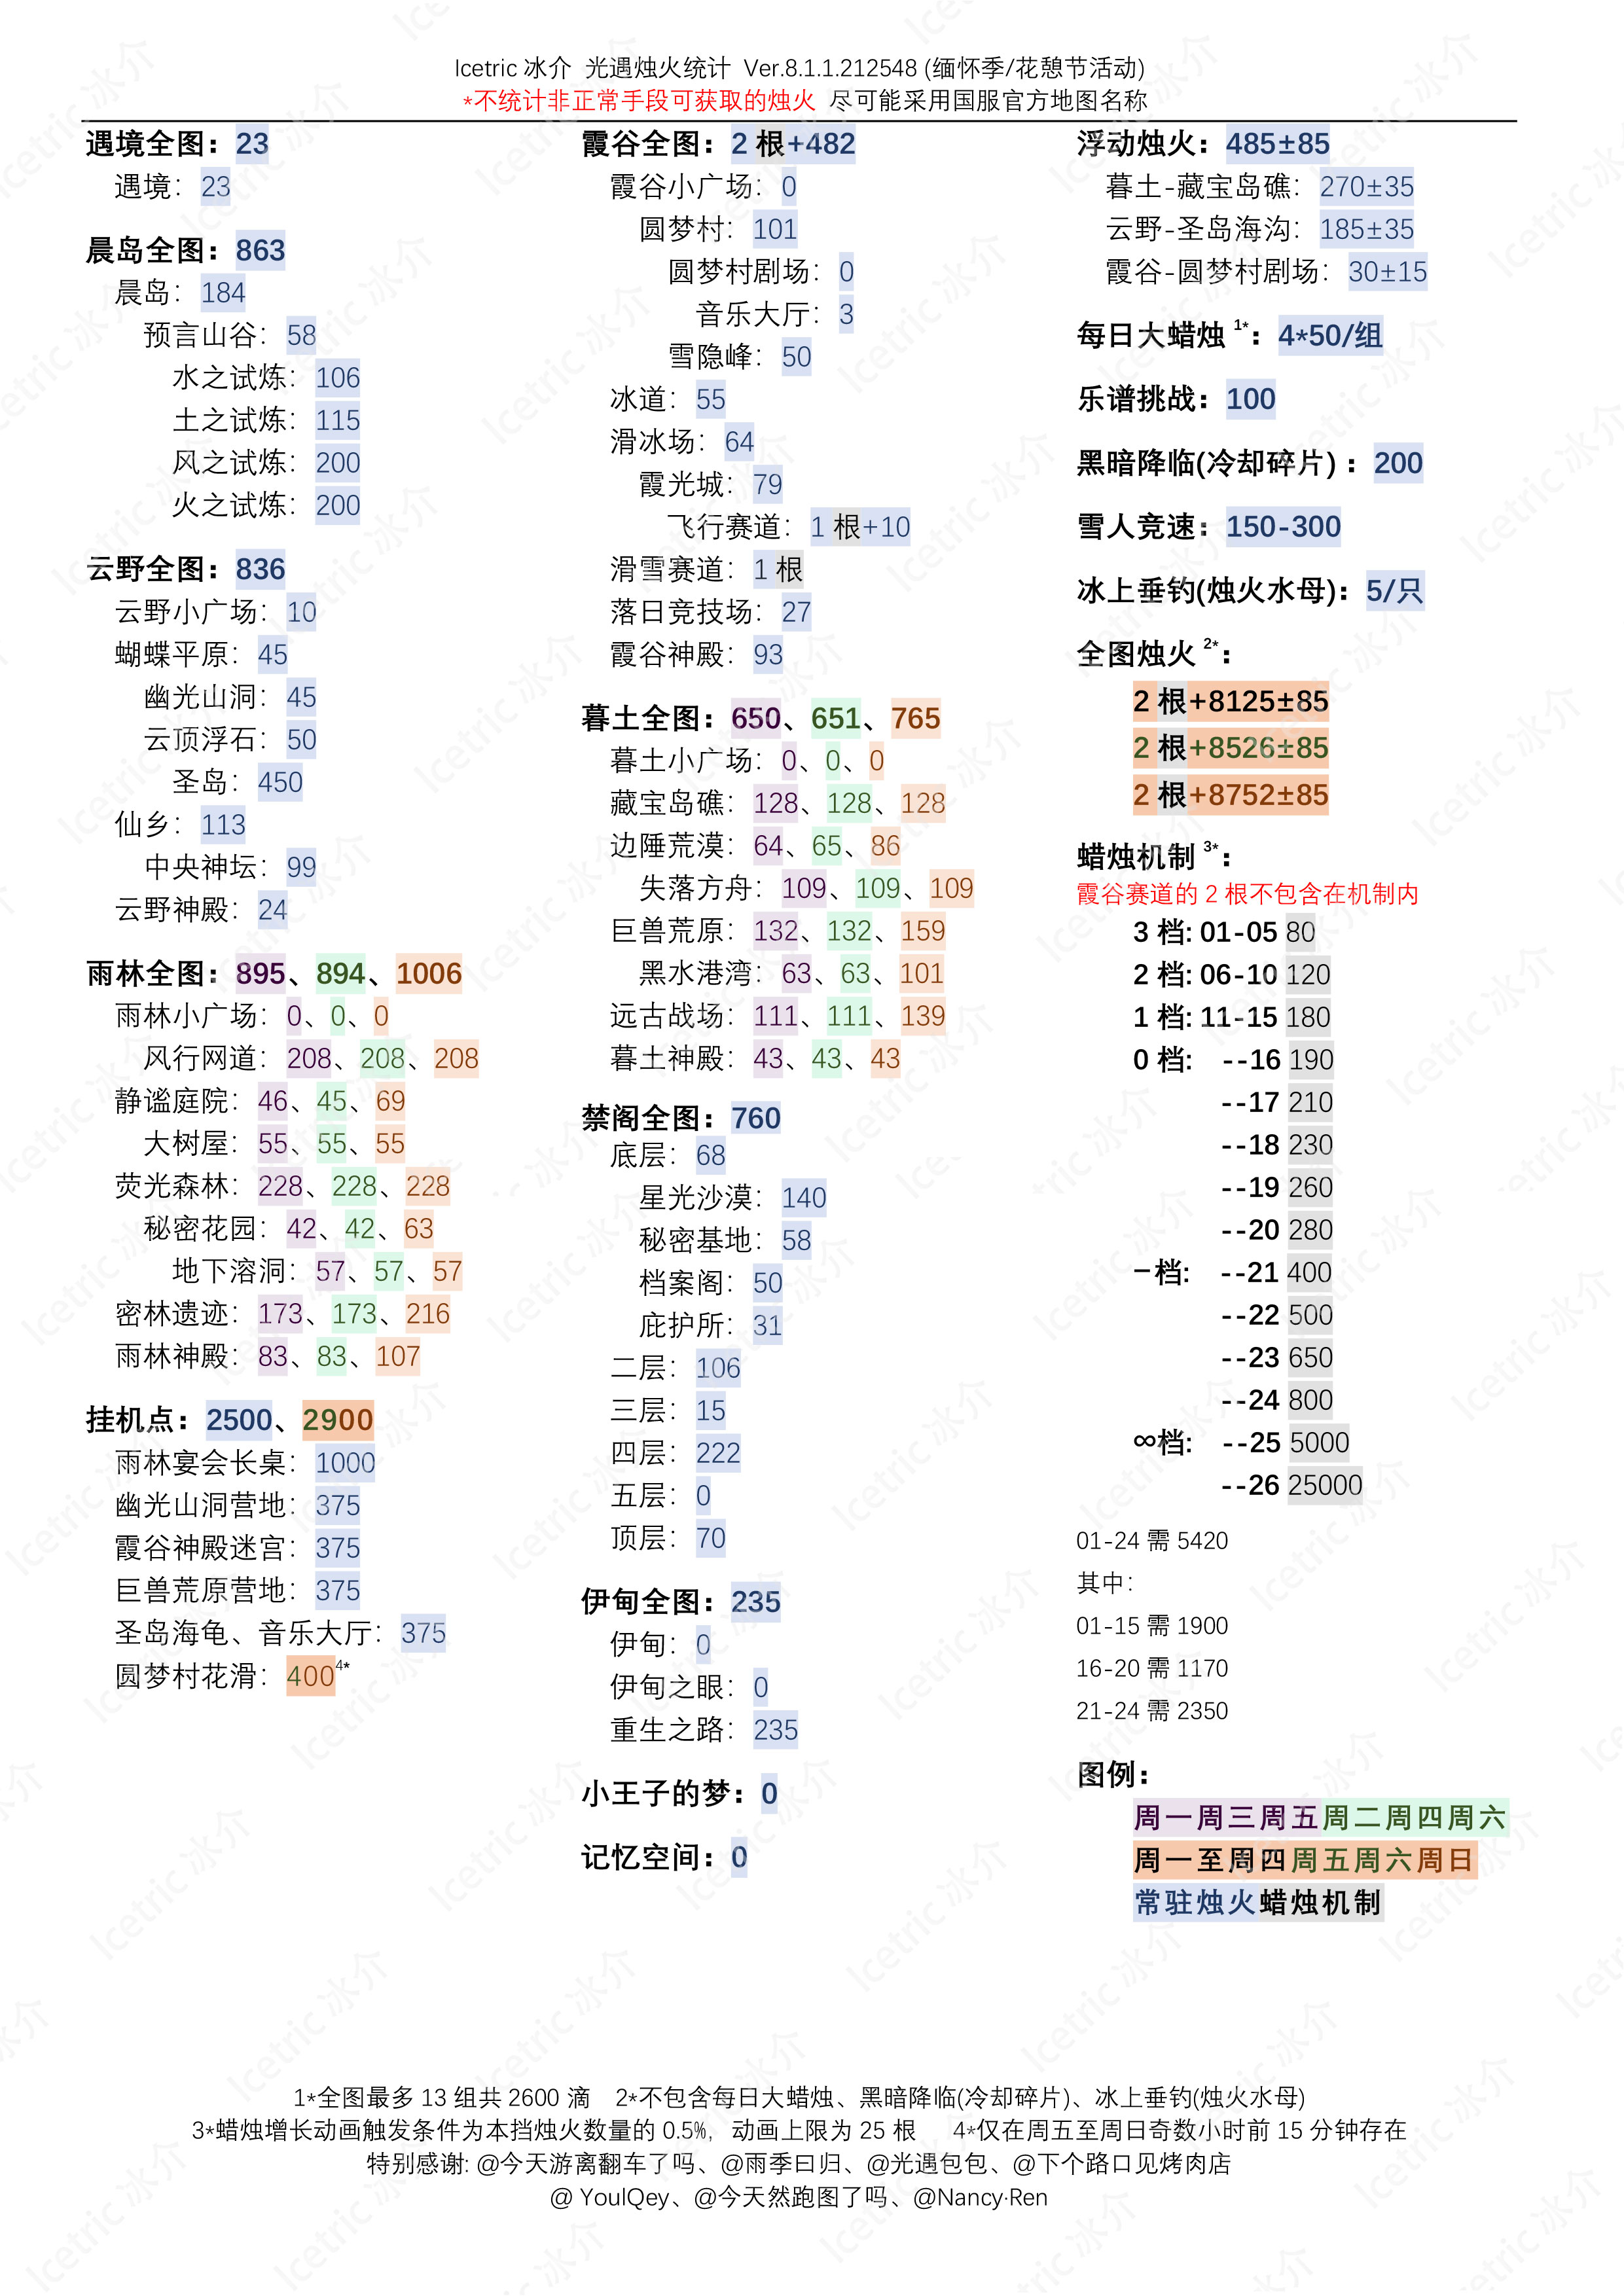 Icetric 冰介 光遇烛火统计 Ver.8.1.1.212548 (缅怀季/花憩节活动)
*不统计非正常手段可获取的烛火 尽可能采用国服官方地图名称
遇境全图：23
遇境：23
晨岛全图：863
晨岛：184
预言山谷：58
水之试炼：106
土之试炼：115
风之试炼：200
火之试炼：200
云野全图：836
云野小广场：10
蝴蝶平原：45
幽光山洞：45
云顶浮石：50
圣岛：450
仙乡：113
中央神坛：99
云野神殿：24
雨林全图：895、894、1006
雨林小广场：0、0、0
风行网道：208、208、208
静谧庭院：46、45、69
大树屋：55、55、55
荧光森林：228、228、228
秘密花园：42、42、63
地下溶洞：57、57、57
密林遗迹：173、173、216
雨林神殿：83、83、107
挂机点：2500、2900
雨林宴会长桌：1000
幽光山洞营地：375
霞谷神殿迷宫：375
巨兽荒原营地：375
圣岛海龟、音乐大厅：375
圆梦村花滑：400⁴*
霞谷全图：2 根+482
霞谷小广场：0
圆梦村：101
圆梦村剧场：0
音乐大厅：3
雪隐峰：50
冰道：55
滑冰场：64
霞光城：79
飞行赛道：1 根+10
滑雪赛道：1 根
落日竞技场：27
霞谷神殿：93
暮土全图：650、651、765
暮土小广场：0、0、0
藏宝岛礁：128、128、128
边陲荒漠：64、65、86
失落方舟：109、109、109
巨兽荒原：132、132、159
黑水港湾：63、63、101
远古战场：111、111、139
暮土神殿：43、43、43
禁阁全图：760
底层：68
星光沙漠：140
秘密基地：58
档案阁：50
庇护所：31
二层：106
三层：15
四层：222
五层：0
顶层：70
伊甸全图：235
伊甸：0
伊甸之眼：0
重生之路：235
小王子的梦：0
记忆空间：0
浮动烛火：485±85
暮土-藏宝岛礁：270±35
云野-圣岛海沟：185±35
霞谷-圆梦村剧场：30±15
每日大蜡烛 ¹*：4*50/组
乐谱挑战：100
黑暗降临(冷却碎片)：200
雪人竞速：150-300
冰上垂钓(烛火水母)：5/只
全图烛火 ²*：
2 根+8125±85
2 根+8526±85
2 根+8752±85
蜡烛机制 ³*：
霞谷赛道的 2 根不包含在机制内
3 档: 01-05 80
2 档: 06-10 120
1 档: 11-15 180
0 档: --16 190
--17 210
--18 230
--19 260
--20 280
−档: --21 400
--22 500
--23 650
--24 800
∞档: --25 5000
--26 25000
01-24 需 5420
其中：
01-15 需 1900
16-20 需 1170
21-24 需 2350
图例：
周一周三周五周二周四周六
周一至周四周五周六周日
常驻烛火蜡烛机制
1*全图最多 13 组共 2600 滴 2*不包含每日大蜡烛、黑暗降临(冷却碎片)、冰上垂钓(烛火水母)
3*蜡烛增长动画触发条件为本挡烛火数量的 0.5%，动画上限为 25 根 4*仅在周五至周日奇数小时前 15 分钟存在
特别感谢: @今天游离翻车了吗、@雨季曰归、@光遇包包、@下个路口见烤肉店
@ YoulQey、@今天然跑图了吗、@Nancy·Ren